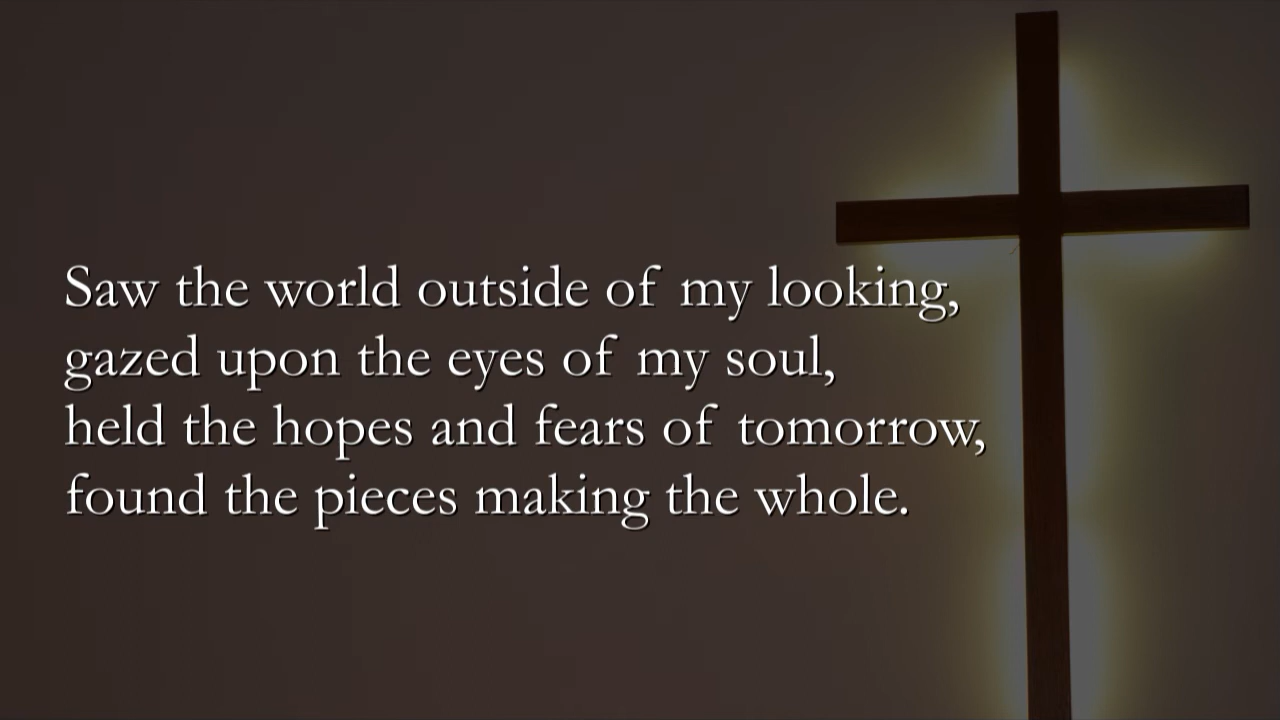 Saw the world outside of my looking,
gazed upon the eyes of my soul,
held the hopes and fears of tomorrow,
found the pieces making the whole.